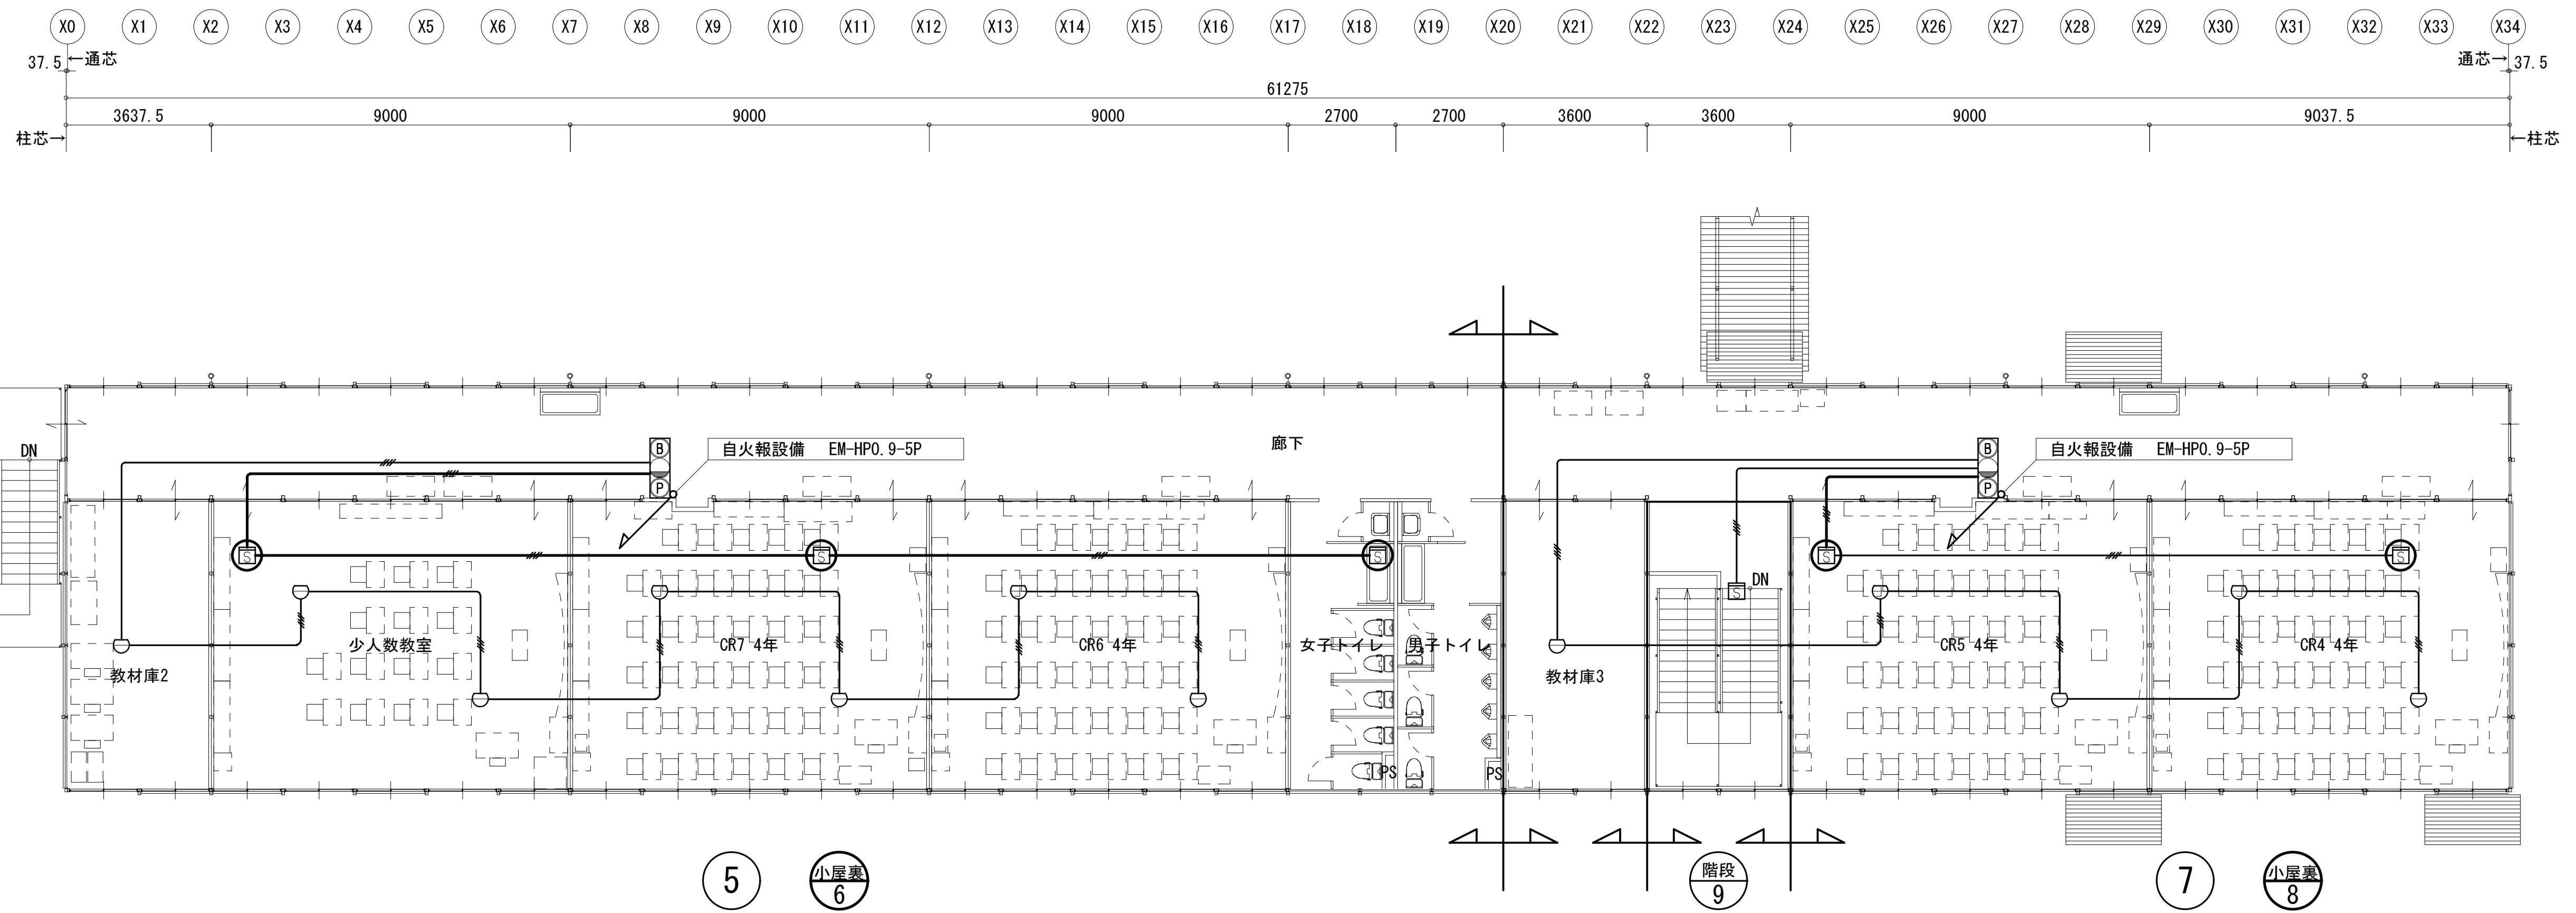 X0 X1 X2 X3 X4 X5 X6 X7 X8 X9 X10 X11 X12 X13 X14 X15 X16 X17 X18 X19 X20 X21 X22 X23 X24 X25 X26 X27 X28 X29 X30 X31 X32 X33 X34
37.5 ←通芯 通芯→ 37.5
61275
3637.5 9000 9000 9000 2700 2700 3600 3600 9000 9037.5
柱芯→ ←柱芯
DN
B
P
自火報設備 EM-HP0.9-5P
廊下
B
P
自火報設備 EM-HP0.9-5P
S
S
S
S
S
S
DN
教材庫2
少人数教室
CR7 4年
CR6 4年
女子トイレ
男子トイレ
教材庫3
CR5 4年
CR4 4年
PS
PS
5
小屋裏
6
階段
9
7
小屋裏
8